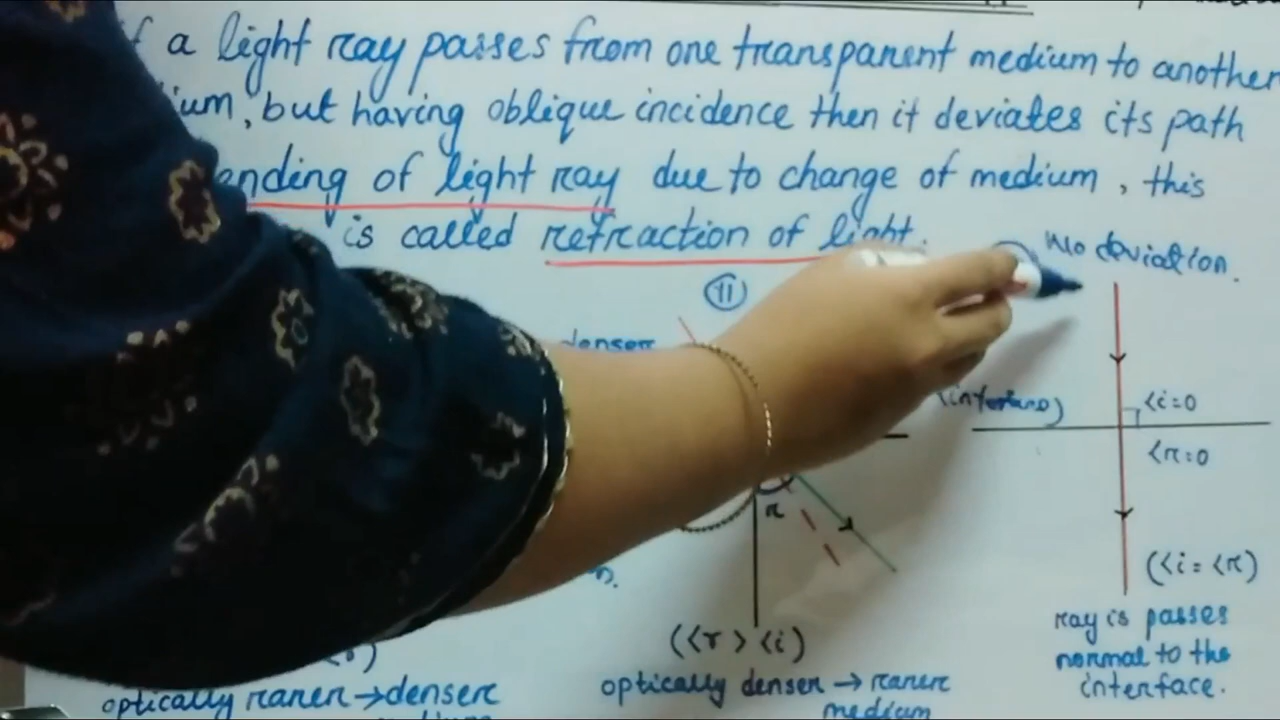 a light ray passes from one transparent medium to another
, but having oblique incidence then it deviates its path
of light ray due to change of medium, this
is called refraction of light.
No deviation.
(ii)
denser
<i=0
<r=0
r
(<i = <r)
ray is passes
normal to the
interface.
(<r > <i)
optically rarer → denser
optically denser → rarer
medium